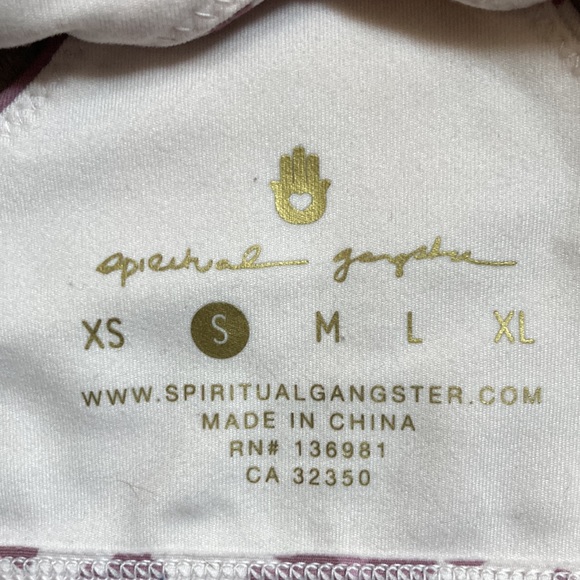 spiritual gangster
XS S M L XL
WWW.SPIRITUALGANGSTER.COM
MADE IN CHINA
RN# 136981
CA 32350